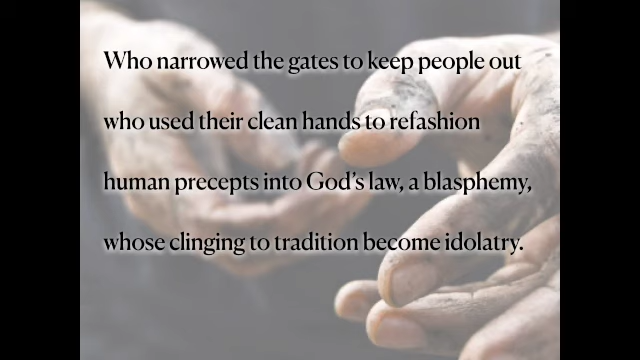 Who narrowed the gates to keep people out
who used their clean hands to refashion
human precepts into God's law, a blasphemy,
whose clinging to tradition become idolatry.